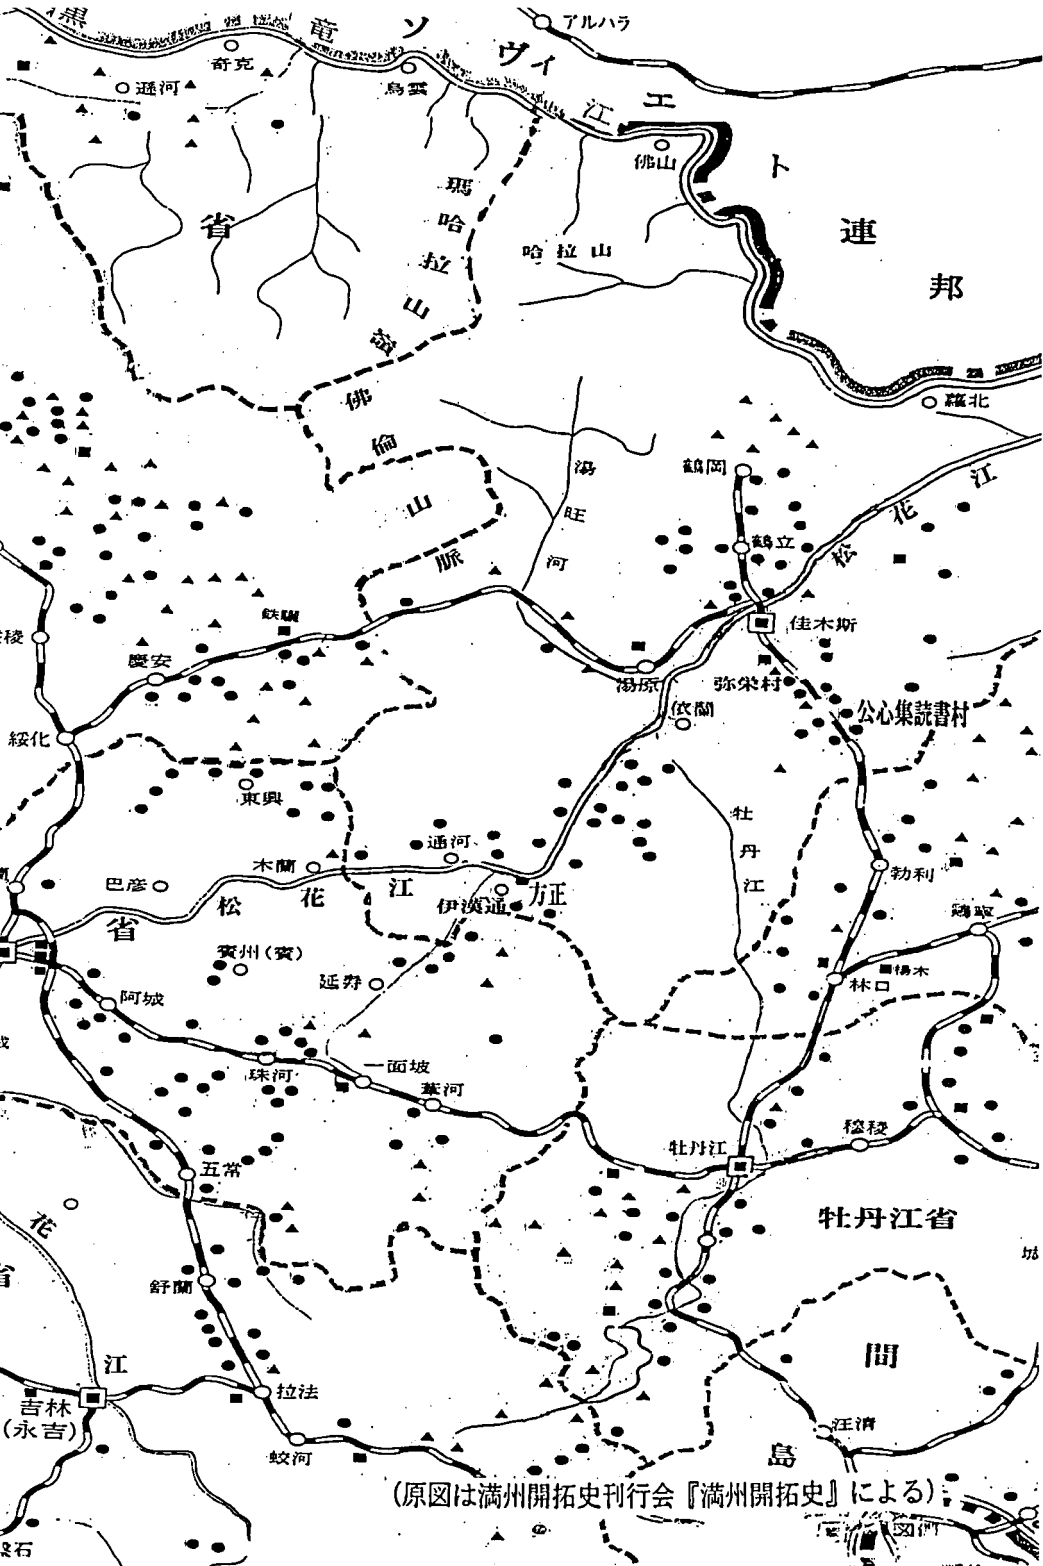 黒
竜
江
ソヴィエト
連邦
アルハラ
奇克
遜河
烏雲
佛山
省
瑪哈拉山嶺
哈拉山
蘿北
佛倫山脈
湯旺河
鶴岡
鶴立
松花江
佳木斯
弥栄村
公心集読書村
鉄驪
慶安
湯原
依蘭
綏化
東興
通河
木蘭
巴彦
松花江
省
伊漢通
方正
牡丹江
勃利
賓州(賓)
延寿
阿城
林口
楊木
珠河
一面坡
葦河
牡丹江
穆稜
五常
牡丹江省
花
江
舒蘭
間
島
拉法
吉林
(永吉)
蛟河
汪清
(原図は満州開拓史刊行会『満州開拓史』による)
図們
石